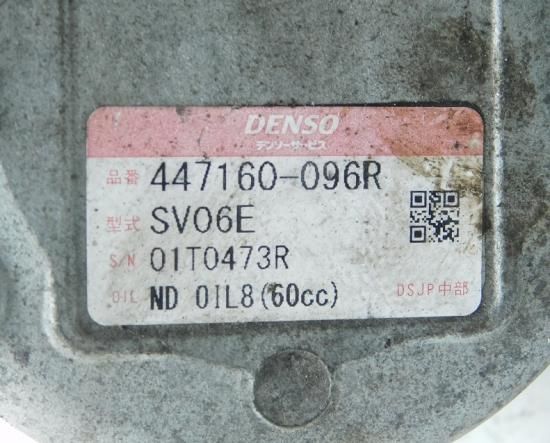 DENSO
デンソーサービス
品番 447160-096R
型式 SV06E
S/N 01T0473R
OIL ND OIL8(60cc)
DSJP中部